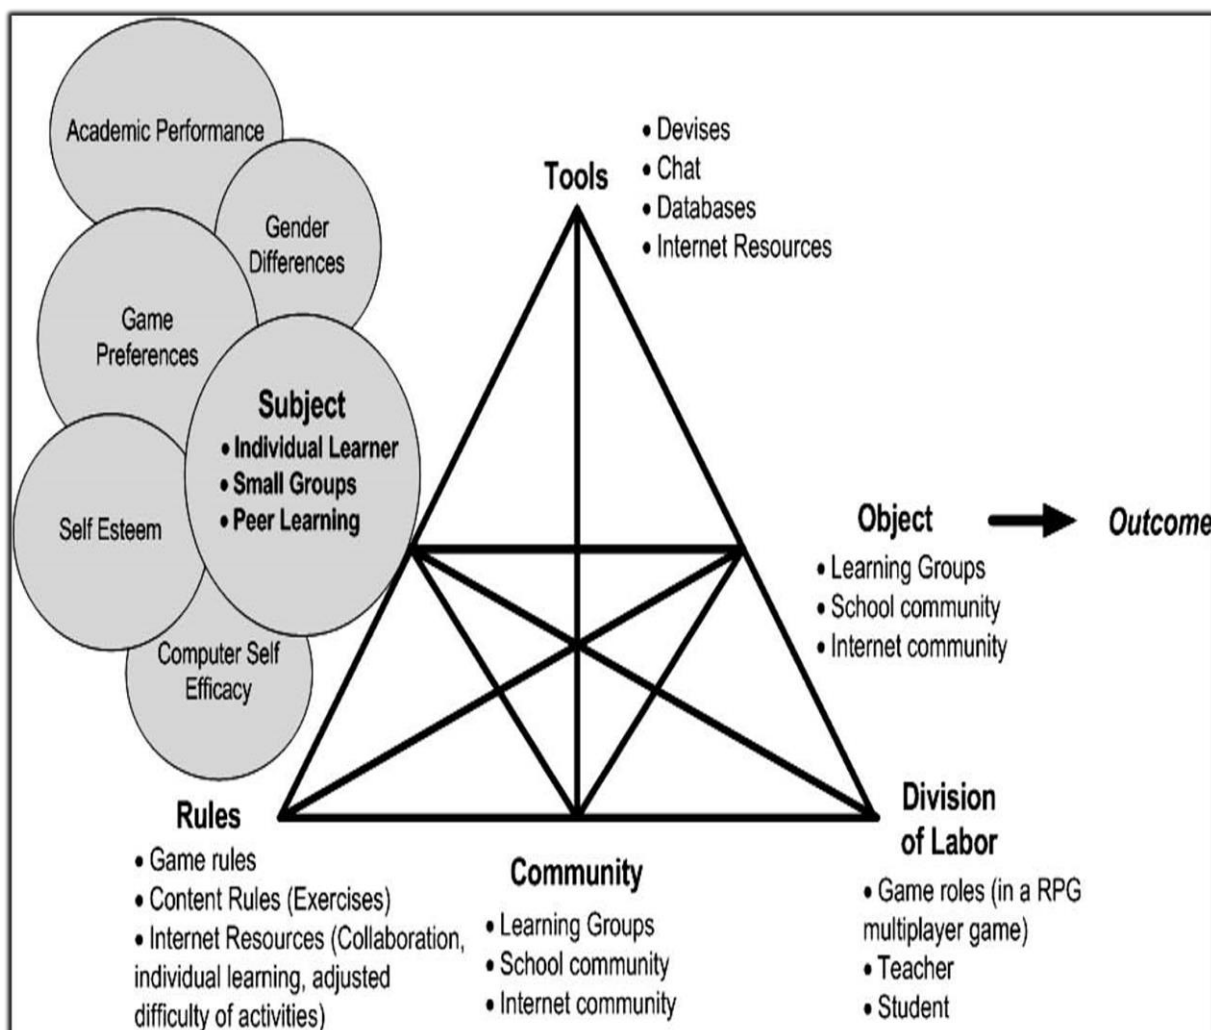 Academic Performance
Gender
Differences
Game
Preferences
Subject
• Individual Learner
• Small Groups
• Peer Learning
Self Esteem
Computer Self
Efficacy
Tools
• Devises
• Chat
• Databases
• Internet Resources
Object
Outcome
• Learning Groups
• School community
• Internet community
Rules
• Game rules
• Content Rules (Exercises)
• Internet Resources (Collaboration,
individual learning, adjusted
difficulty of activities)
Community
• Learning Groups
• School community
• Internet community
Division
of Labor
• Game roles (in a RPG
multiplayer game)
• Teacher
• Student